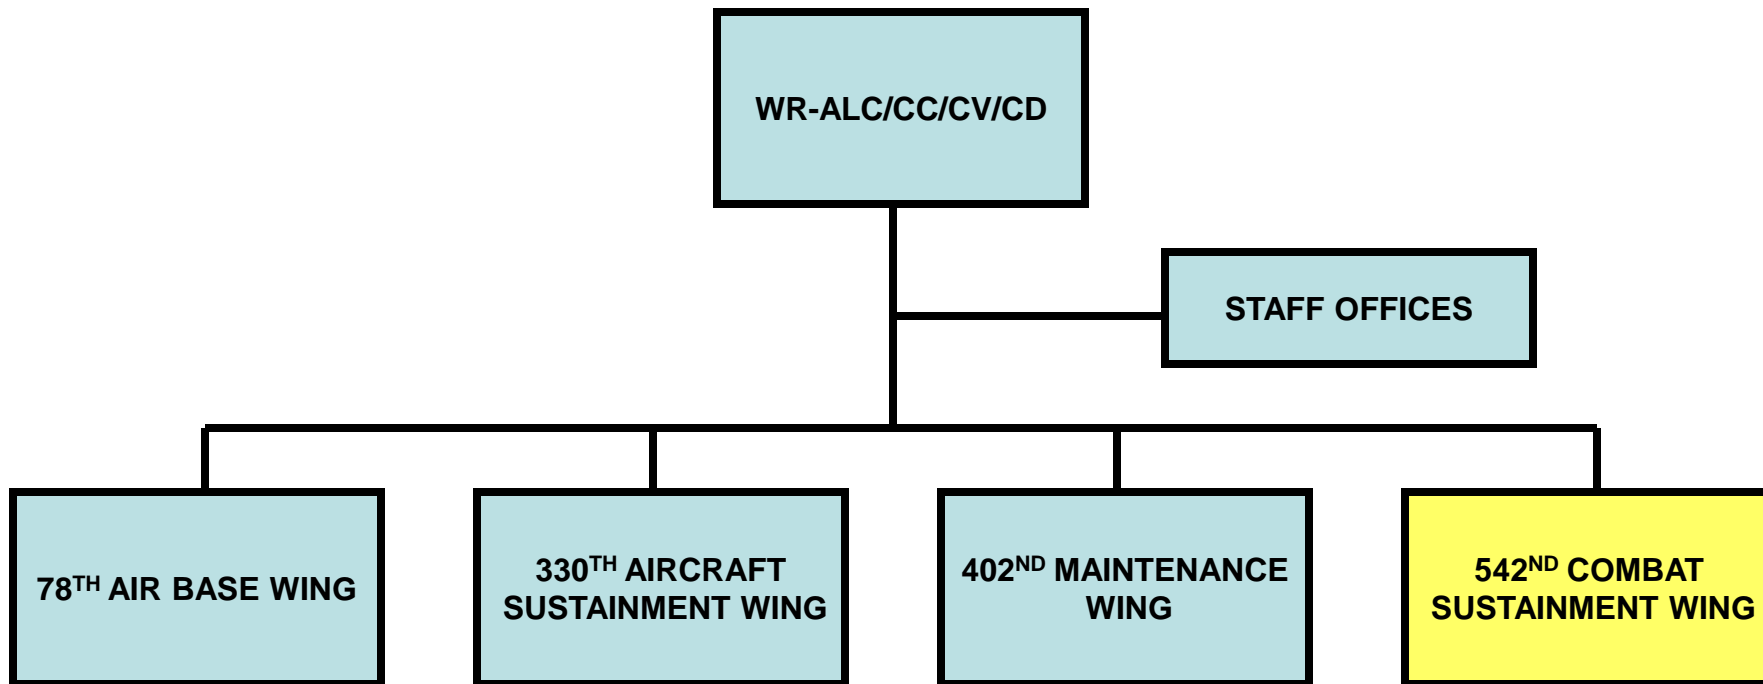 WR-ALC/CC/CV/CD
STAFF OFFICES
78TH AIR BASE WING
330TH AIRCRAFT
SUSTAINMENT WING
402ND MAINTENANCE
WING
542ND COMBAT
SUSTAINMENT WING